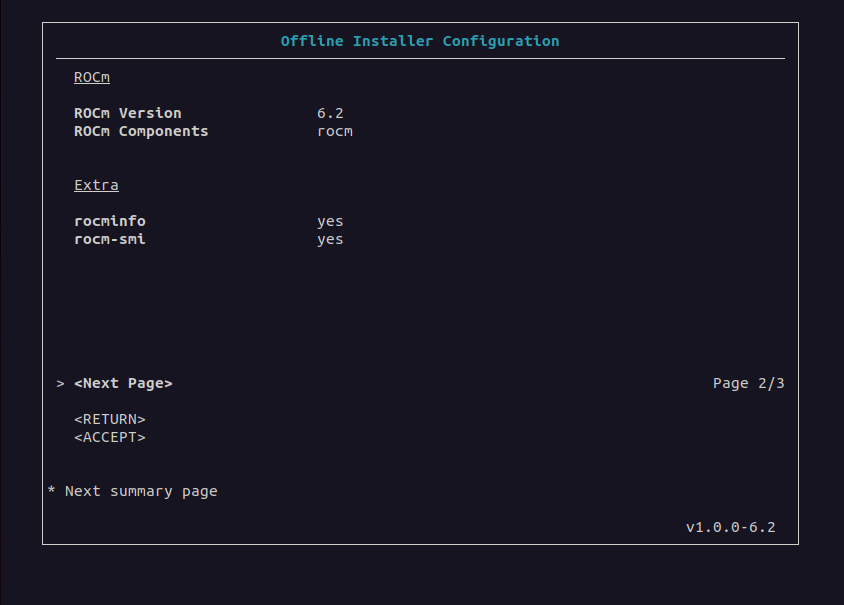 Offline Installer Configuration
ROCm
ROCm Version 6.2
ROCm Components rocm
Extra
rocminfo yes
rocm-smi yes
> <Next Page> Page 2/3
<RETURN>
<ACCEPT>
* Next summary page
v1.0.0-6.2